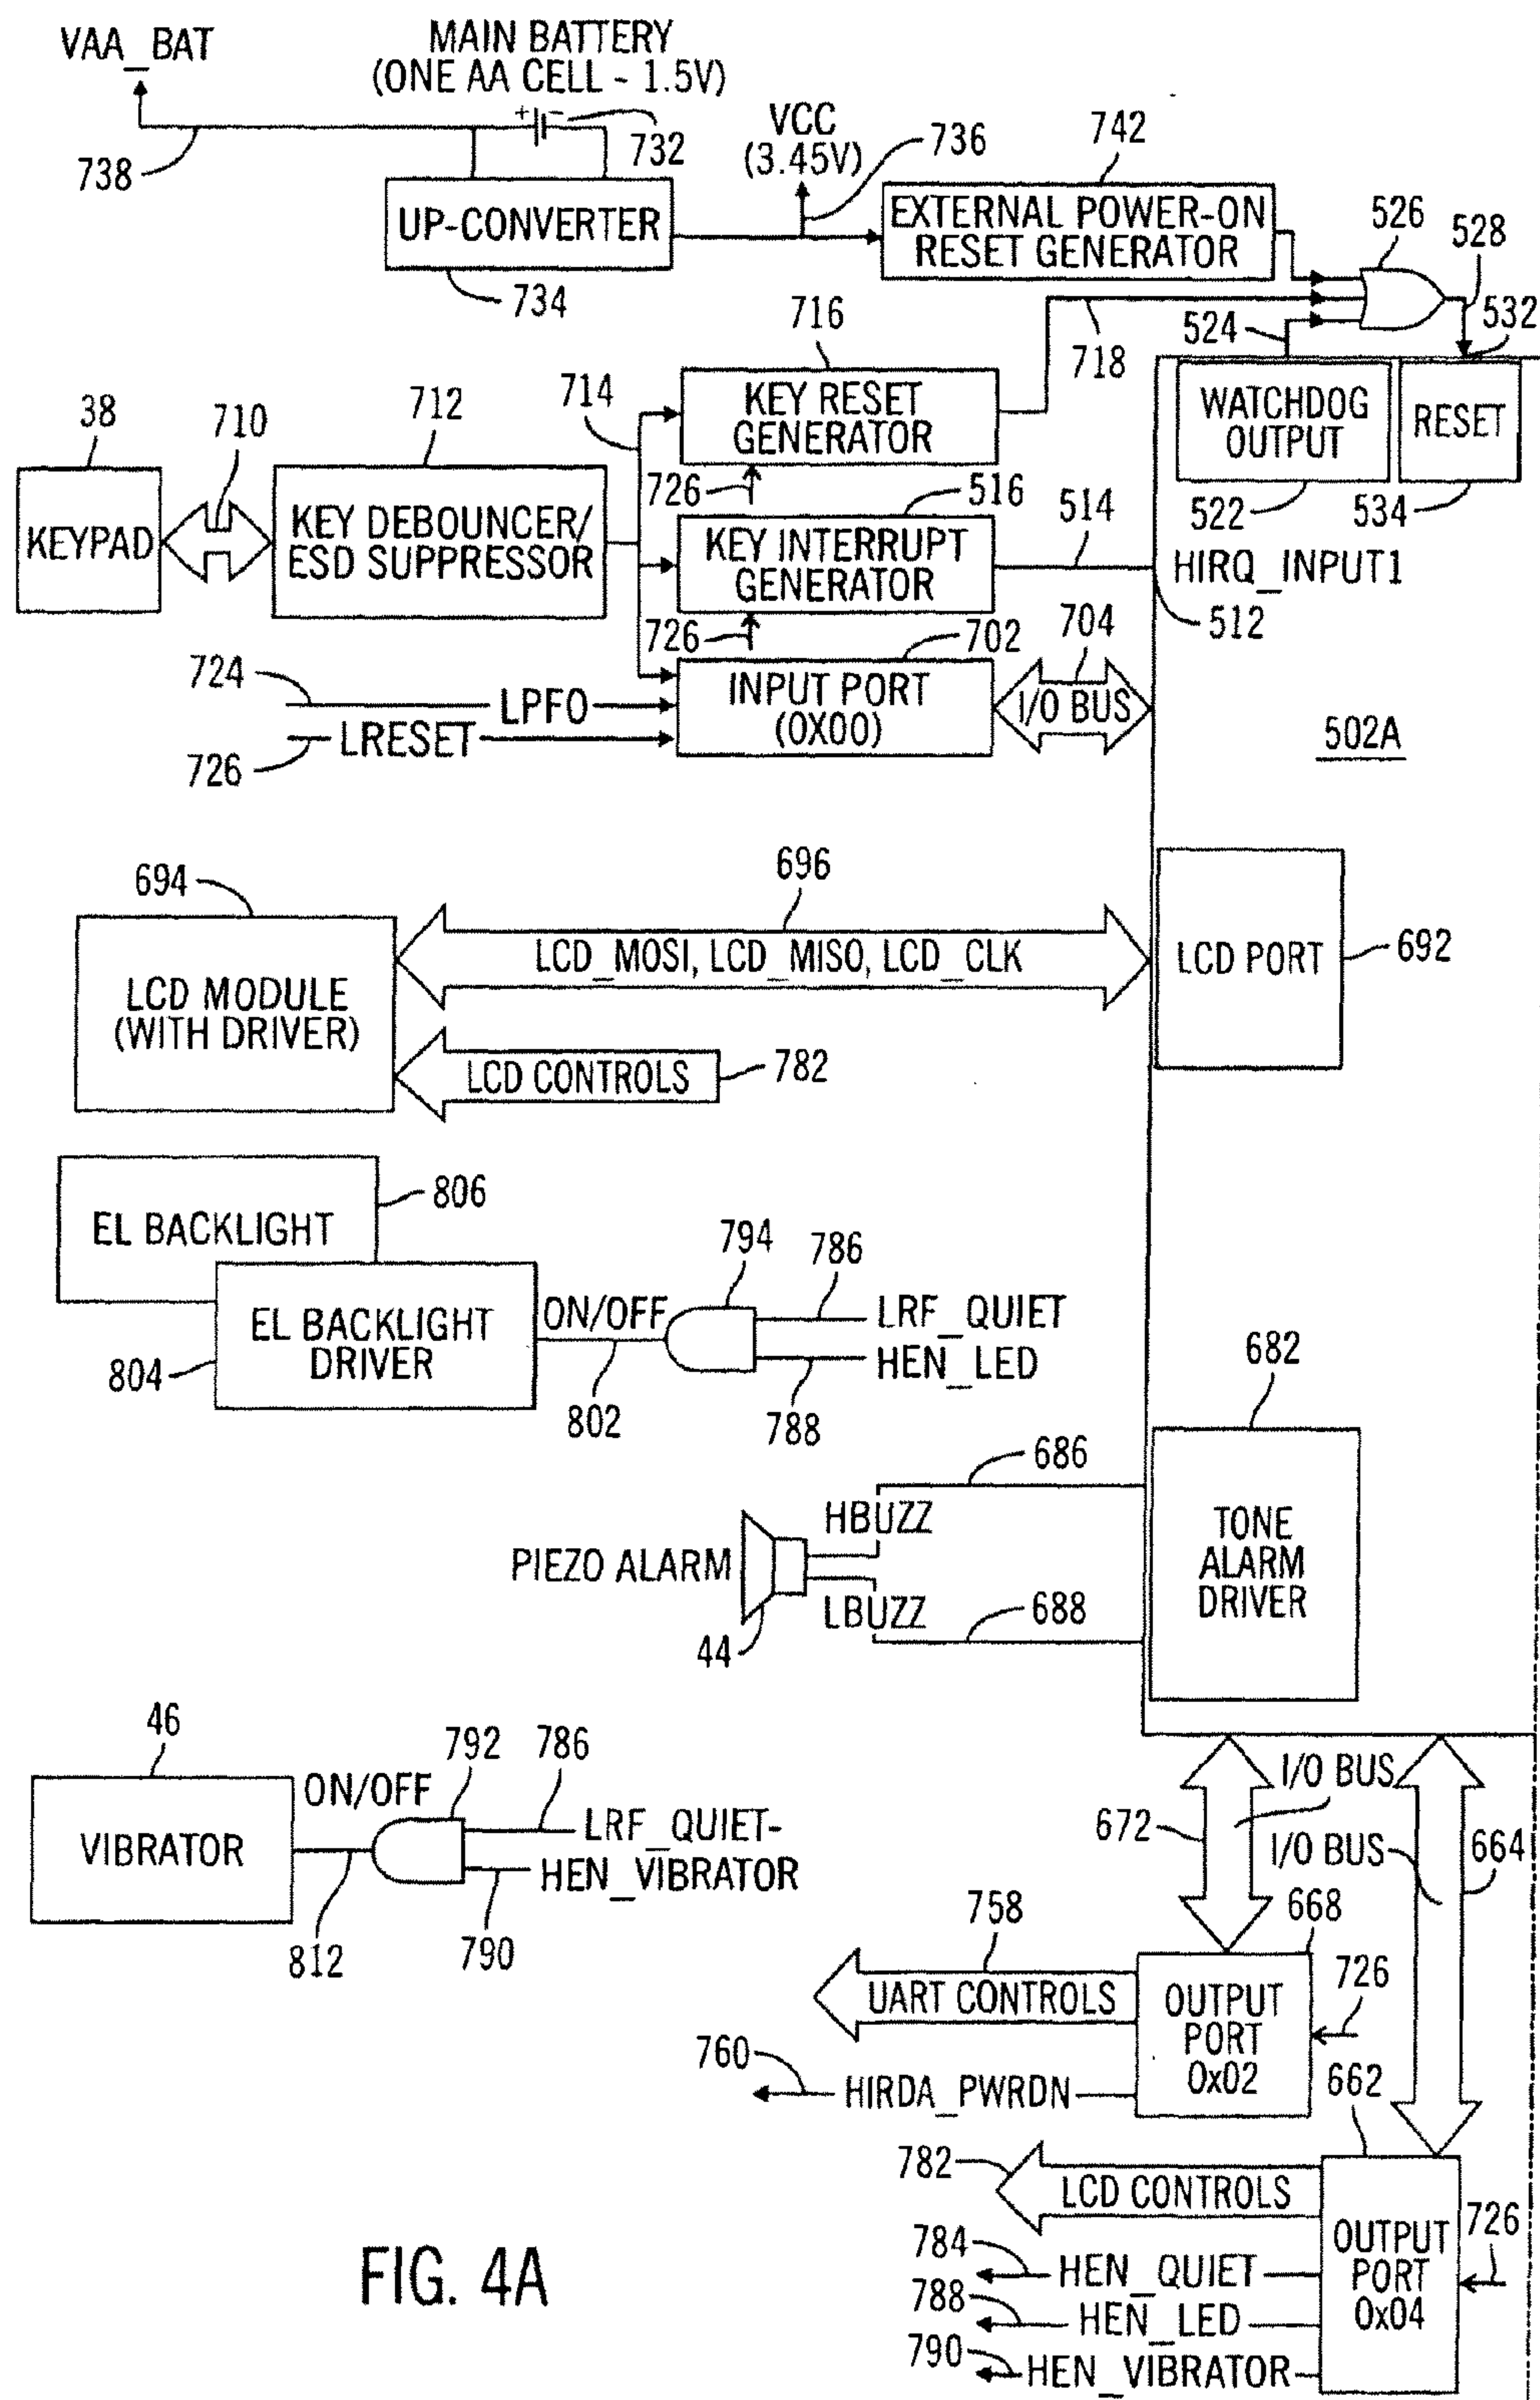 VAA_BAT
MAIN BATTERY
(ONE AA CELL - 1.5V)
+ -
732
738
VCC
(3.45V)
736
742
UP-CONVERTER
734
EXTERNAL POWER-ON
RESET GENERATOR
526
528
532
524
718
716
KEY RESET
GENERATOR
WATCHDOG
OUTPUT
RESET
522
534
38
710
712
714
KEYPAD
KEY DEBOUNCER/
ESD SUPPRESSOR
726
516
514
KEY INTERRUPT
GENERATOR
HIRQ_INPUT1
512
726
702
704
724
LPFO
LRESET
726
INPUT PORT
(0X00)
I/O BUS
502A
694
696
LCD MODULE
(WITH DRIVER)
LCD_MOSI, LCD_MISO, LCD_CLK
LCD PORT
692
LCD CONTROLS
782
806
EL BACKLIGHT
EL BACKLIGHT
DRIVER
804
ON/OFF
802
794
786
LRF_QUIET
HEN_LED
788
682
686
HBUZZ
PIEZO ALARM
LBUZZ
688
44
TONE
ALARM
DRIVER
46
VIBRATOR
ON/OFF
812
792
786
LRF_QUIET-
HEN_VIBRATOR
790
I/O BUS
672
I/O BUS
664
758
668
UART CONTROLS
OUTPUT
PORT
0x02
726
760
HIRDA_PWRDN
662
782
LCD CONTROLS
OUTPUT
PORT
0x04
726
784
HEN_QUIET
788
HEN_LED
790
HEN_VIBRATOR
FIG. 4A